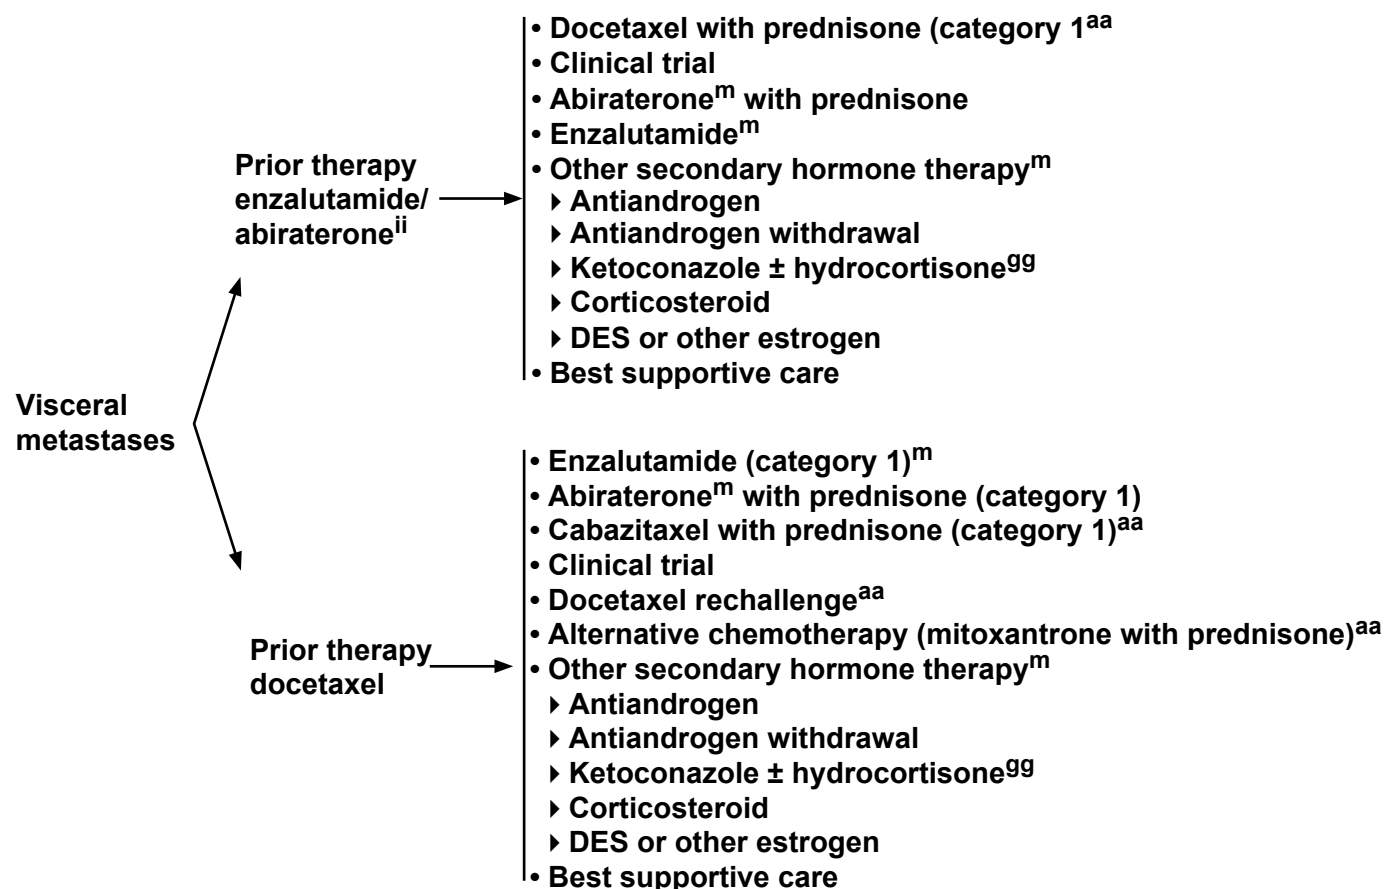 Visceral
metastases
Prior therapy
enzalutamide/
abirateroneii
• Docetaxel with prednisone (category 1aa
• Clinical trial
• Abirateronem with prednisone
• Enzalutamidem
• Other secondary hormone therapym
▸ Antiandrogen
▸ Antiandrogen withdrawal
▸ Ketoconazole ± hydrocortisonegg
▸ Corticosteroid
▸ DES or other estrogen
• Best supportive care
Prior therapy
docetaxel
• Enzalutamide (category 1)m
• Abirateronem with prednisone (category 1)
• Cabazitaxel with prednisone (category 1)aa
• Clinical trial
• Docetaxel rechallengeaa
• Alternative chemotherapy (mitoxantrone with prednisone)aa
• Other secondary hormone therapym
▸ Antiandrogen
▸ Antiandrogen withdrawal
▸ Ketoconazole ± hydrocortisonegg
▸ Corticosteroid
▸ DES or other estrogen
• Best supportive care